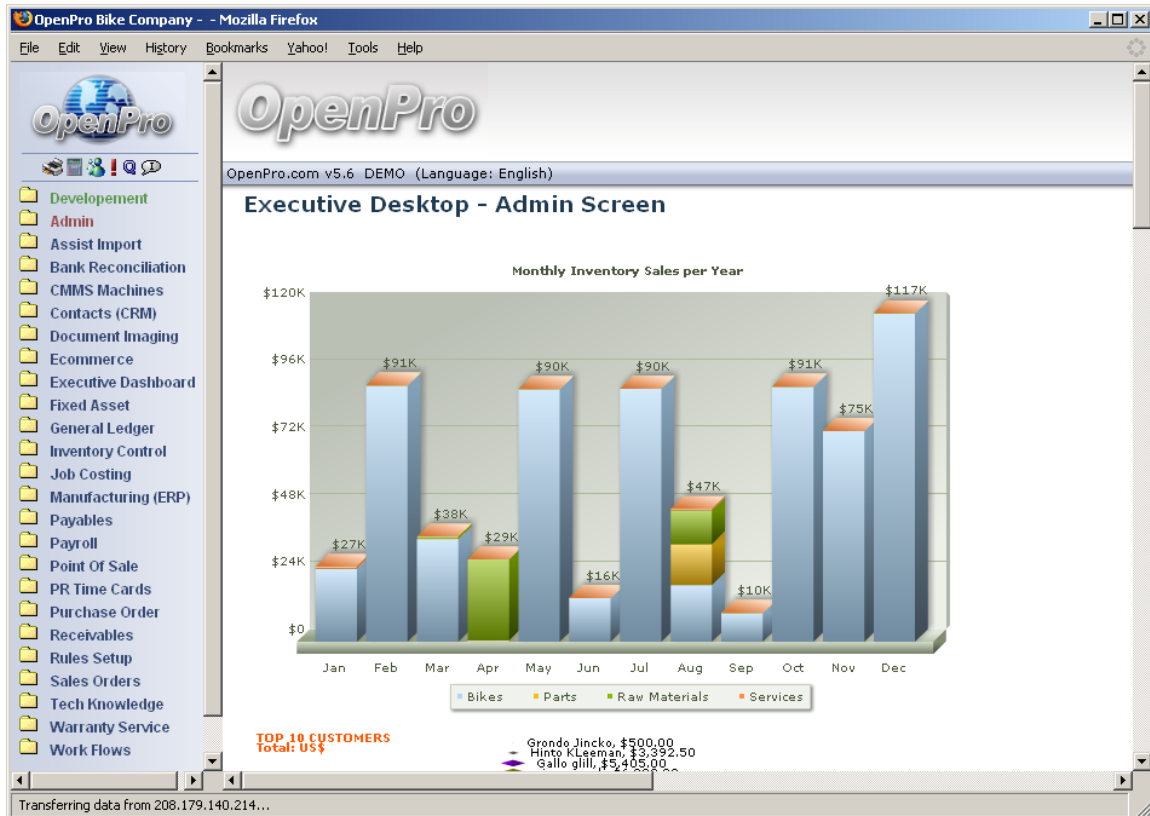 OpenPro Bike Company - - Mozilla Firefox
File Edit View History Bookmarks Yahoo! Tools Help
OpenPro
Developement
Admin
Assist Import
Bank Reconciliation
CMMS Machines
Contacts (CRM)
Document Imaging
Ecommerce
Executive Dashboard
Fixed Asset
General Ledger
Inventory Control
Job Costing
Manufacturing (ERP)
Payables
Payroll
Point Of Sale
PR Time Cards
Purchase Order
Receivables
Rules Setup
Sales Orders
Tech Knowledge
Warranty Service
Work Flows
OpenPro
OpenPro.com v5.6 DEMO (Language: English)
Executive Desktop - Admin Screen
Monthly Inventory Sales per Year
$120K
$96K
$72K
$48K
$24K
$0
$27K
$91K
$38K
$29K
$90K
$16K
$90K
$47K
$10K
$91K
$75K
$117K
Jan Feb Mar Apr May Jun Jul Aug Sep Oct Nov Dec
Bikes Parts Raw Materials Services
TOP 10 CUSTOMERS
Total: US$
Grondo Jincko, $500.00
Hinto KLeeman, $3,392.50
Gallo glill, $5,405.00
Transferring data from 208.179.140.214...